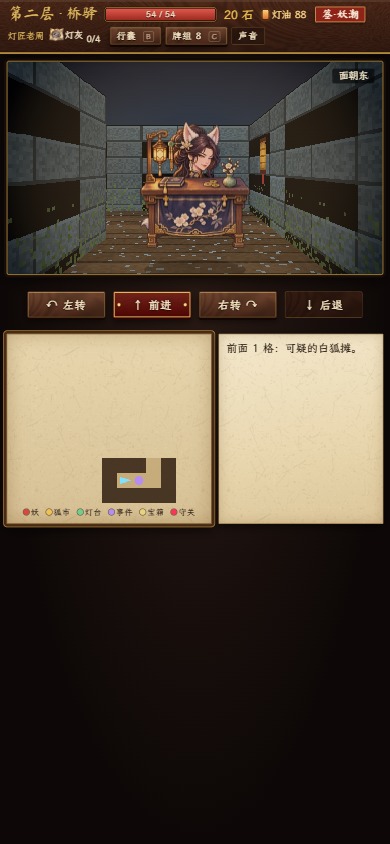 第二层·桥驿 54 / 54 20 石 灯油 88 签·妖潮
灯匠老周 灯灰 0/4 行囊 B 牌组 8 C 声音
面朝东
↶ 左转 ↑ 前进 右转 ↷ ↓ 后退
前面 1 格：可疑的白狐摊。
妖 狐市 灯台 事件 宝箱 守关